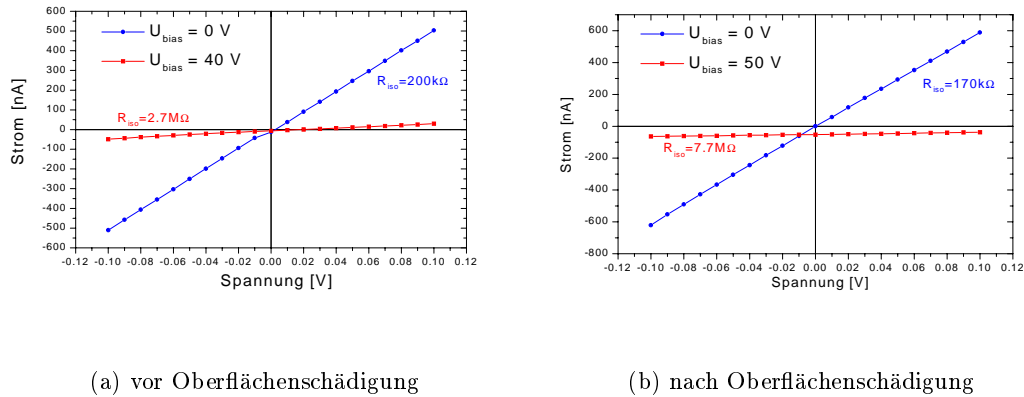 600
500
400
300
200
100
0
-100
-200
-300
-400
-500
-600
Strom [nA]
U_bias = 0 V
U_bias = 40 V
R_iso=200kΩ
R_iso=2.7MΩ
-0.12 -0.10 -0.08 -0.06 -0.04 -0.02 0.00 0.02 0.04 0.06 0.08 0.10 0.12
Spannung [V]
(a) vor Oberflächenschädigung
600
400
200
0
-200
-400
-600
-800
Strom [nA]
U_bias = 0 V
U_bias = 50 V
R_iso=170kΩ
R_iso=7.7MΩ
-0.12 -0.10 -0.08 -0.06 -0.04 -0.02 0.00 0.02 0.04 0.06 0.08 0.10 0.12
Spannung [V]
(b) nach Oberflächenschädigung